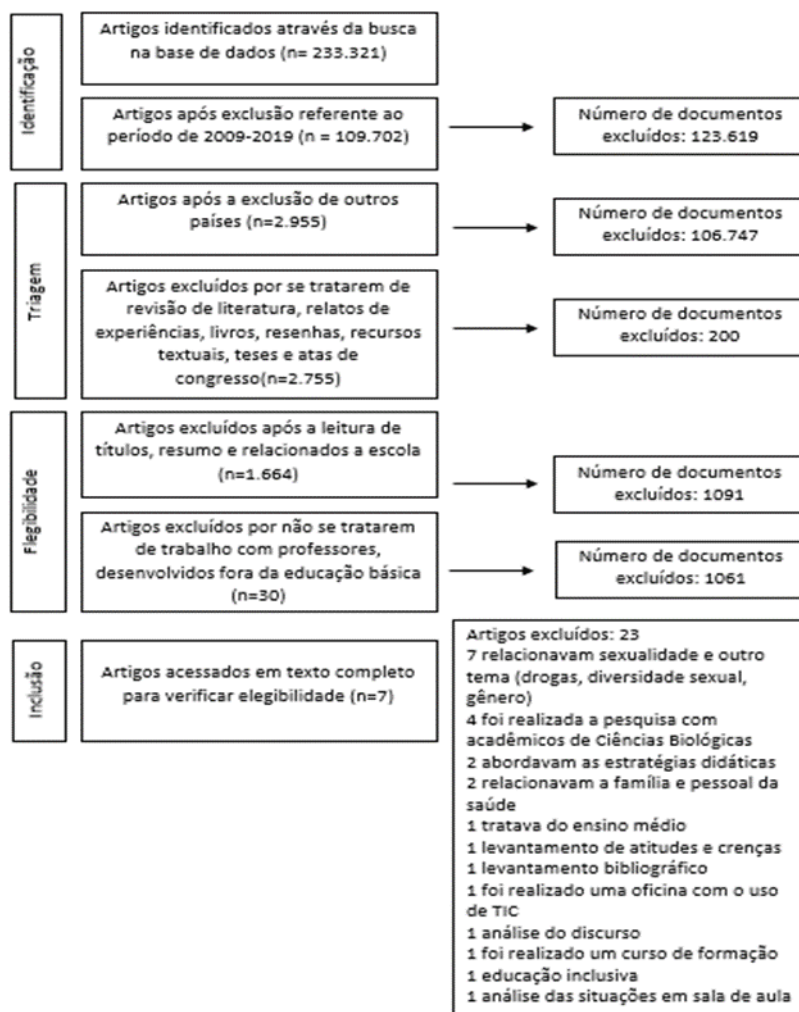 Identificação
Artigos identificados através da busca
na base de dados (n= 233.321)
Artigos após exclusão referente ao
período de 2009-2019 (n = 109.702)
Número de documentos
excluídos: 123.619
Triagem
Artigos após a exclusão de outros
países (n=2.955)
Número de documentos
excluídos: 106.747
Artigos excluídos por se tratarem de
revisão de literatura, relatos de
experiências, livros, resenhas, recursos
textuais, teses e atas de
congresso(n=2.755)
Número de documentos
excluídos: 200
Elegibilidade
Artigos excluídos após a leitura de
títulos, resumo e relacionados a escola
(n=1.664)
Número de documentos
excluídos: 1091
Artigos excluídos por não se tratarem
de trabalho com professores,
desenvolvidos fora da educação básica
(n=30)
Número de documentos
excluídos: 1061
Inclusão
Artigos acessados em texto completo
para verificar elegibilidade (n=7)
Artigos excluídos: 23
7 relacionavam sexualidade e outro
tema (drogas, diversidade sexual,
gênero)
4 foi realizada a pesquisa com
acadêmicos de Ciências Biológicas
2 abordavam as estratégias didáticas
2 relacionavam a família e pessoal da
saúde
1 tratava do ensino médio
1 levantamento de atitudes e crenças
1 levantamento bibliográfico
1 foi realizado uma oficina com o uso
de TIC
1 análise do discurso
1 foi realizado um curso de formação
1 educação inclusiva
1 análise das situações em sala de aula